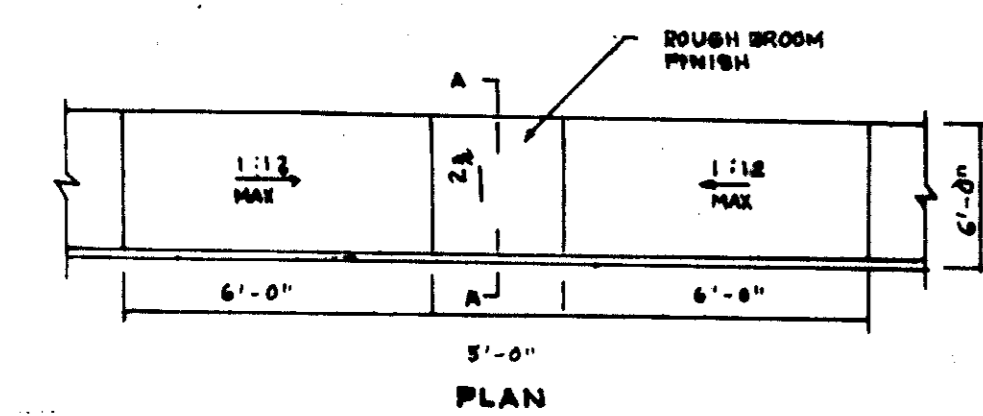 ROUGH BROOM
FINISH
A
1:12
MAX
2%
1:12
MAX
6'-0"
6'-0"
A
6'-0"
5'-0"
PLAN